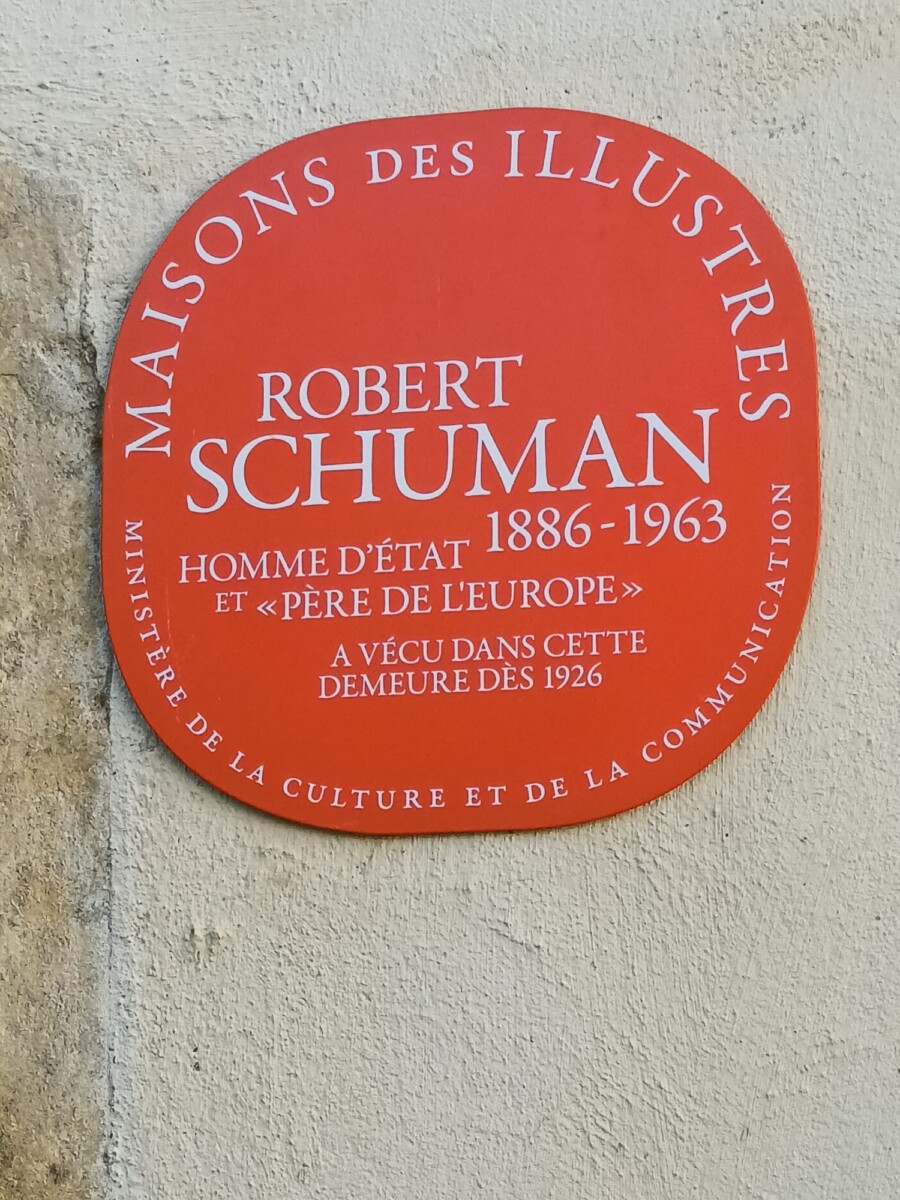 MAISONS DES ILLUSTRES
ROBERT
SCHUMAN
1886-1963
HOMME D'ÉTAT
ET «PÈRE DE L'EUROPE»
A VÉCU DANS CETTE
DEMEURE DÈS 1926
MINISTÈRE DE LA CULTURE ET DE LA COMMUNICATION